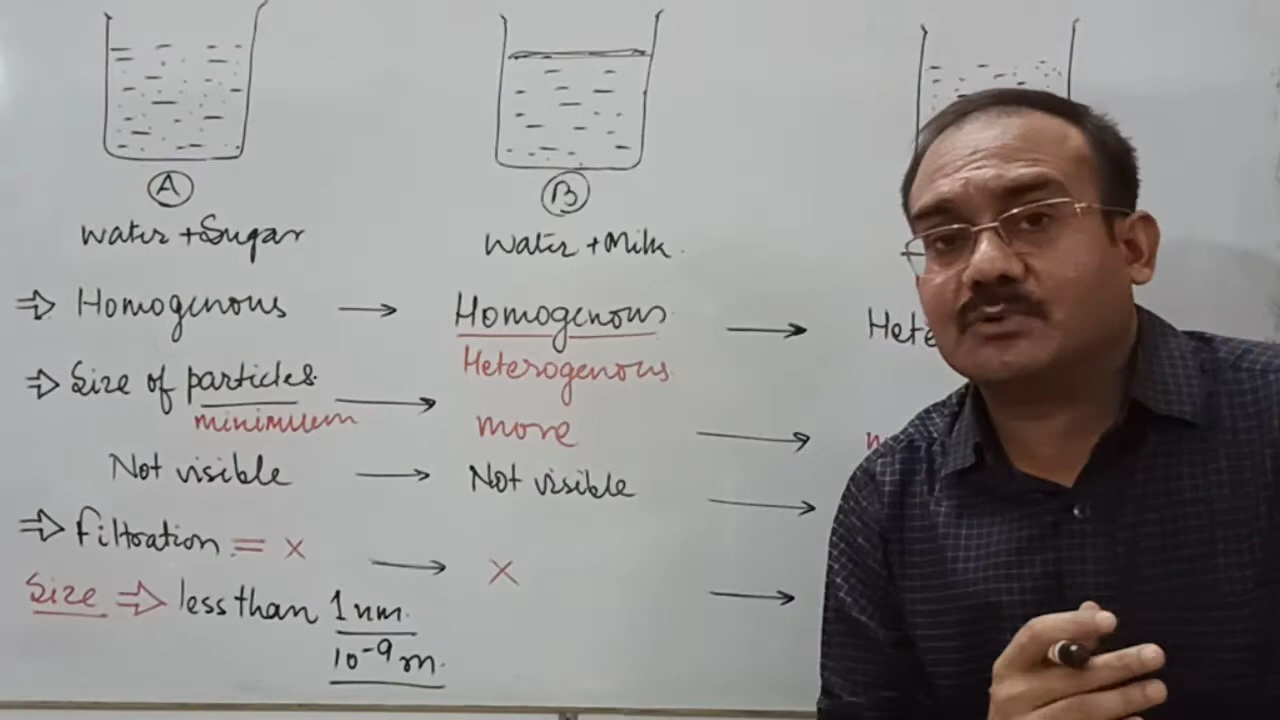 A
water + Sugar
⇒ Homogenous →
⇒ Size of particles →
minimum
Not visible →
⇒ Filtration = × →
Size ⇒ less than 1 nm.
10⁻⁹ m.
B
Water + Milk.
Homogenous →
Heterogenous.
more →
Not visible →
× →